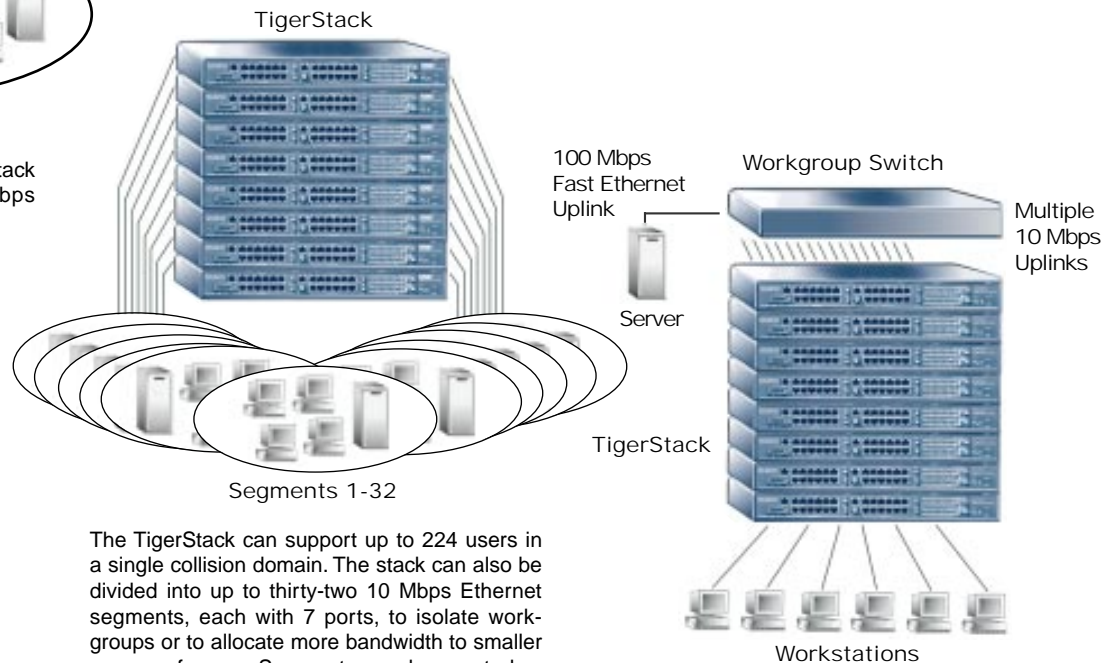 TigerStack
tack
bps
Segments 1-32
The TigerStack can support up to 224 users in
a single collision domain. The stack can also be
divided into up to thirty-two 10 Mbps Ethernet
segments, each with 7 ports, to isolate work-
groups or to allocate more bandwidth to smaller
100 Mbps
Fast Ethernet
Uplink
Workgroup Switch
Multiple
10 Mbps
Uplinks
Server
TigerStack
Workstations